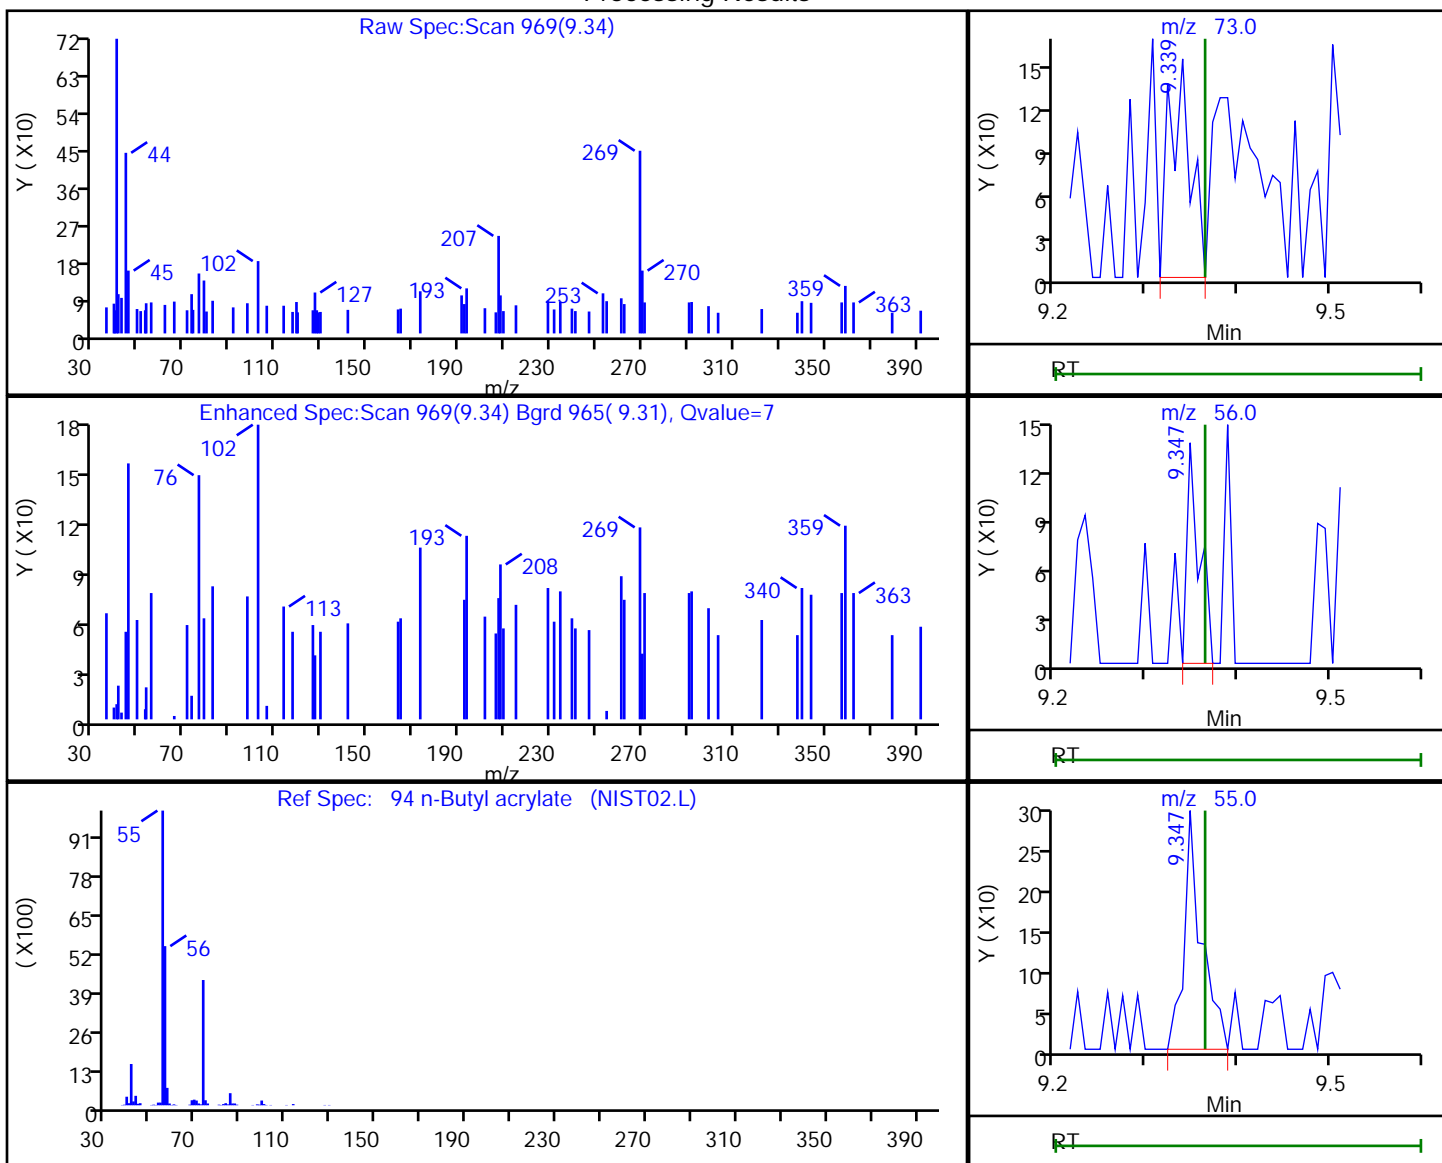 Processing Results
Raw Spec:Scan 969(9.34)
72
63
54
45
36
27
18
9
0
Y ( X10)
44
45
102
127
193
207
253
269
270
359
363
30 70 110 150 190 230 270 310 350 390
m/z
m/z 73.0
15
12
9
6
3
0
Y ( X10)
9.339
9.2 9.5
Min
RT
Enhanced Spec:Scan 969(9.34) Bgrd 965( 9.31), Qvalue=7
18
15
12
9
6
3
0
Y ( X10)
76
102
113
193
208
269
340
359
363
30 70 110 150 190 230 270 310 350 390
m/z
m/z 56.0
15
12
9
6
3
0
Y ( X10)
9.347
9.2 9.5
Min
RT
Ref Spec: 94 n-Butyl acrylate (NIST02.L)
91
78
65
52
39
26
13
0
( X100)
55
56
30 70 110 150 190 230 270 310 350 390
m/z 55.0
30
25
20
15
10
5
0
Y ( X10)
9.347
9.2 9.5
Min
RT